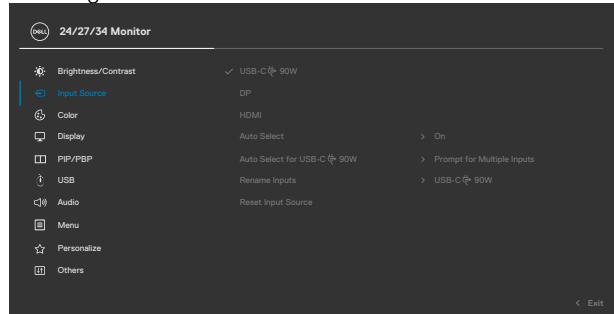 DELL 24/27/34 Monitor
Brightness/Contrast ✓ USB-C 90W
Input Source DP
Color HDMI
Display Auto Select > On
PIP/PBP Auto Select for USB-C 90W > Prompt for Multiple Inputs
USB Rename Inputs > USB-C 90W
Audio Reset Input Source
Menu
Personalize
Others
< Exit